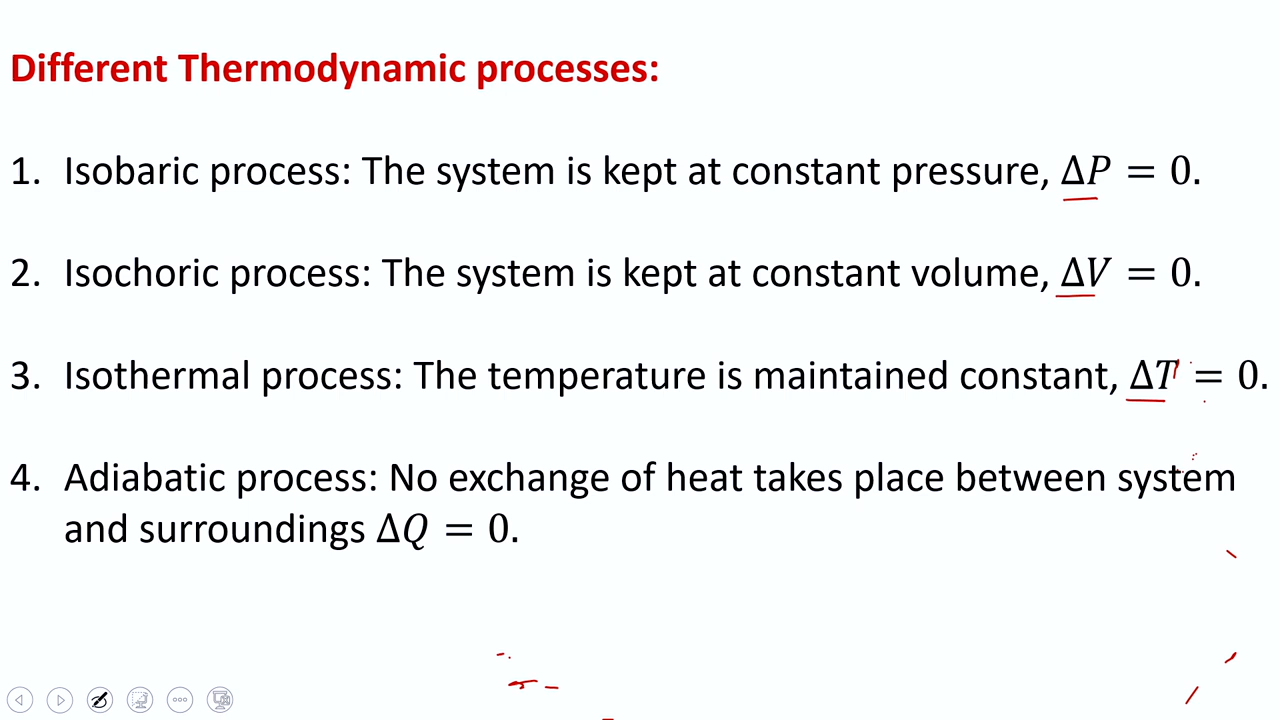 Different Thermodynamic processes:
1. Isobaric process: The system is kept at constant pressure, ΔP = 0.
2. Isochoric process: The system is kept at constant volume, ΔV = 0.
3. Isothermal process: The temperature is maintained constant, ΔT = 0.
4. Adiabatic process: No exchange of heat takes place between system
and surroundings ΔQ = 0.